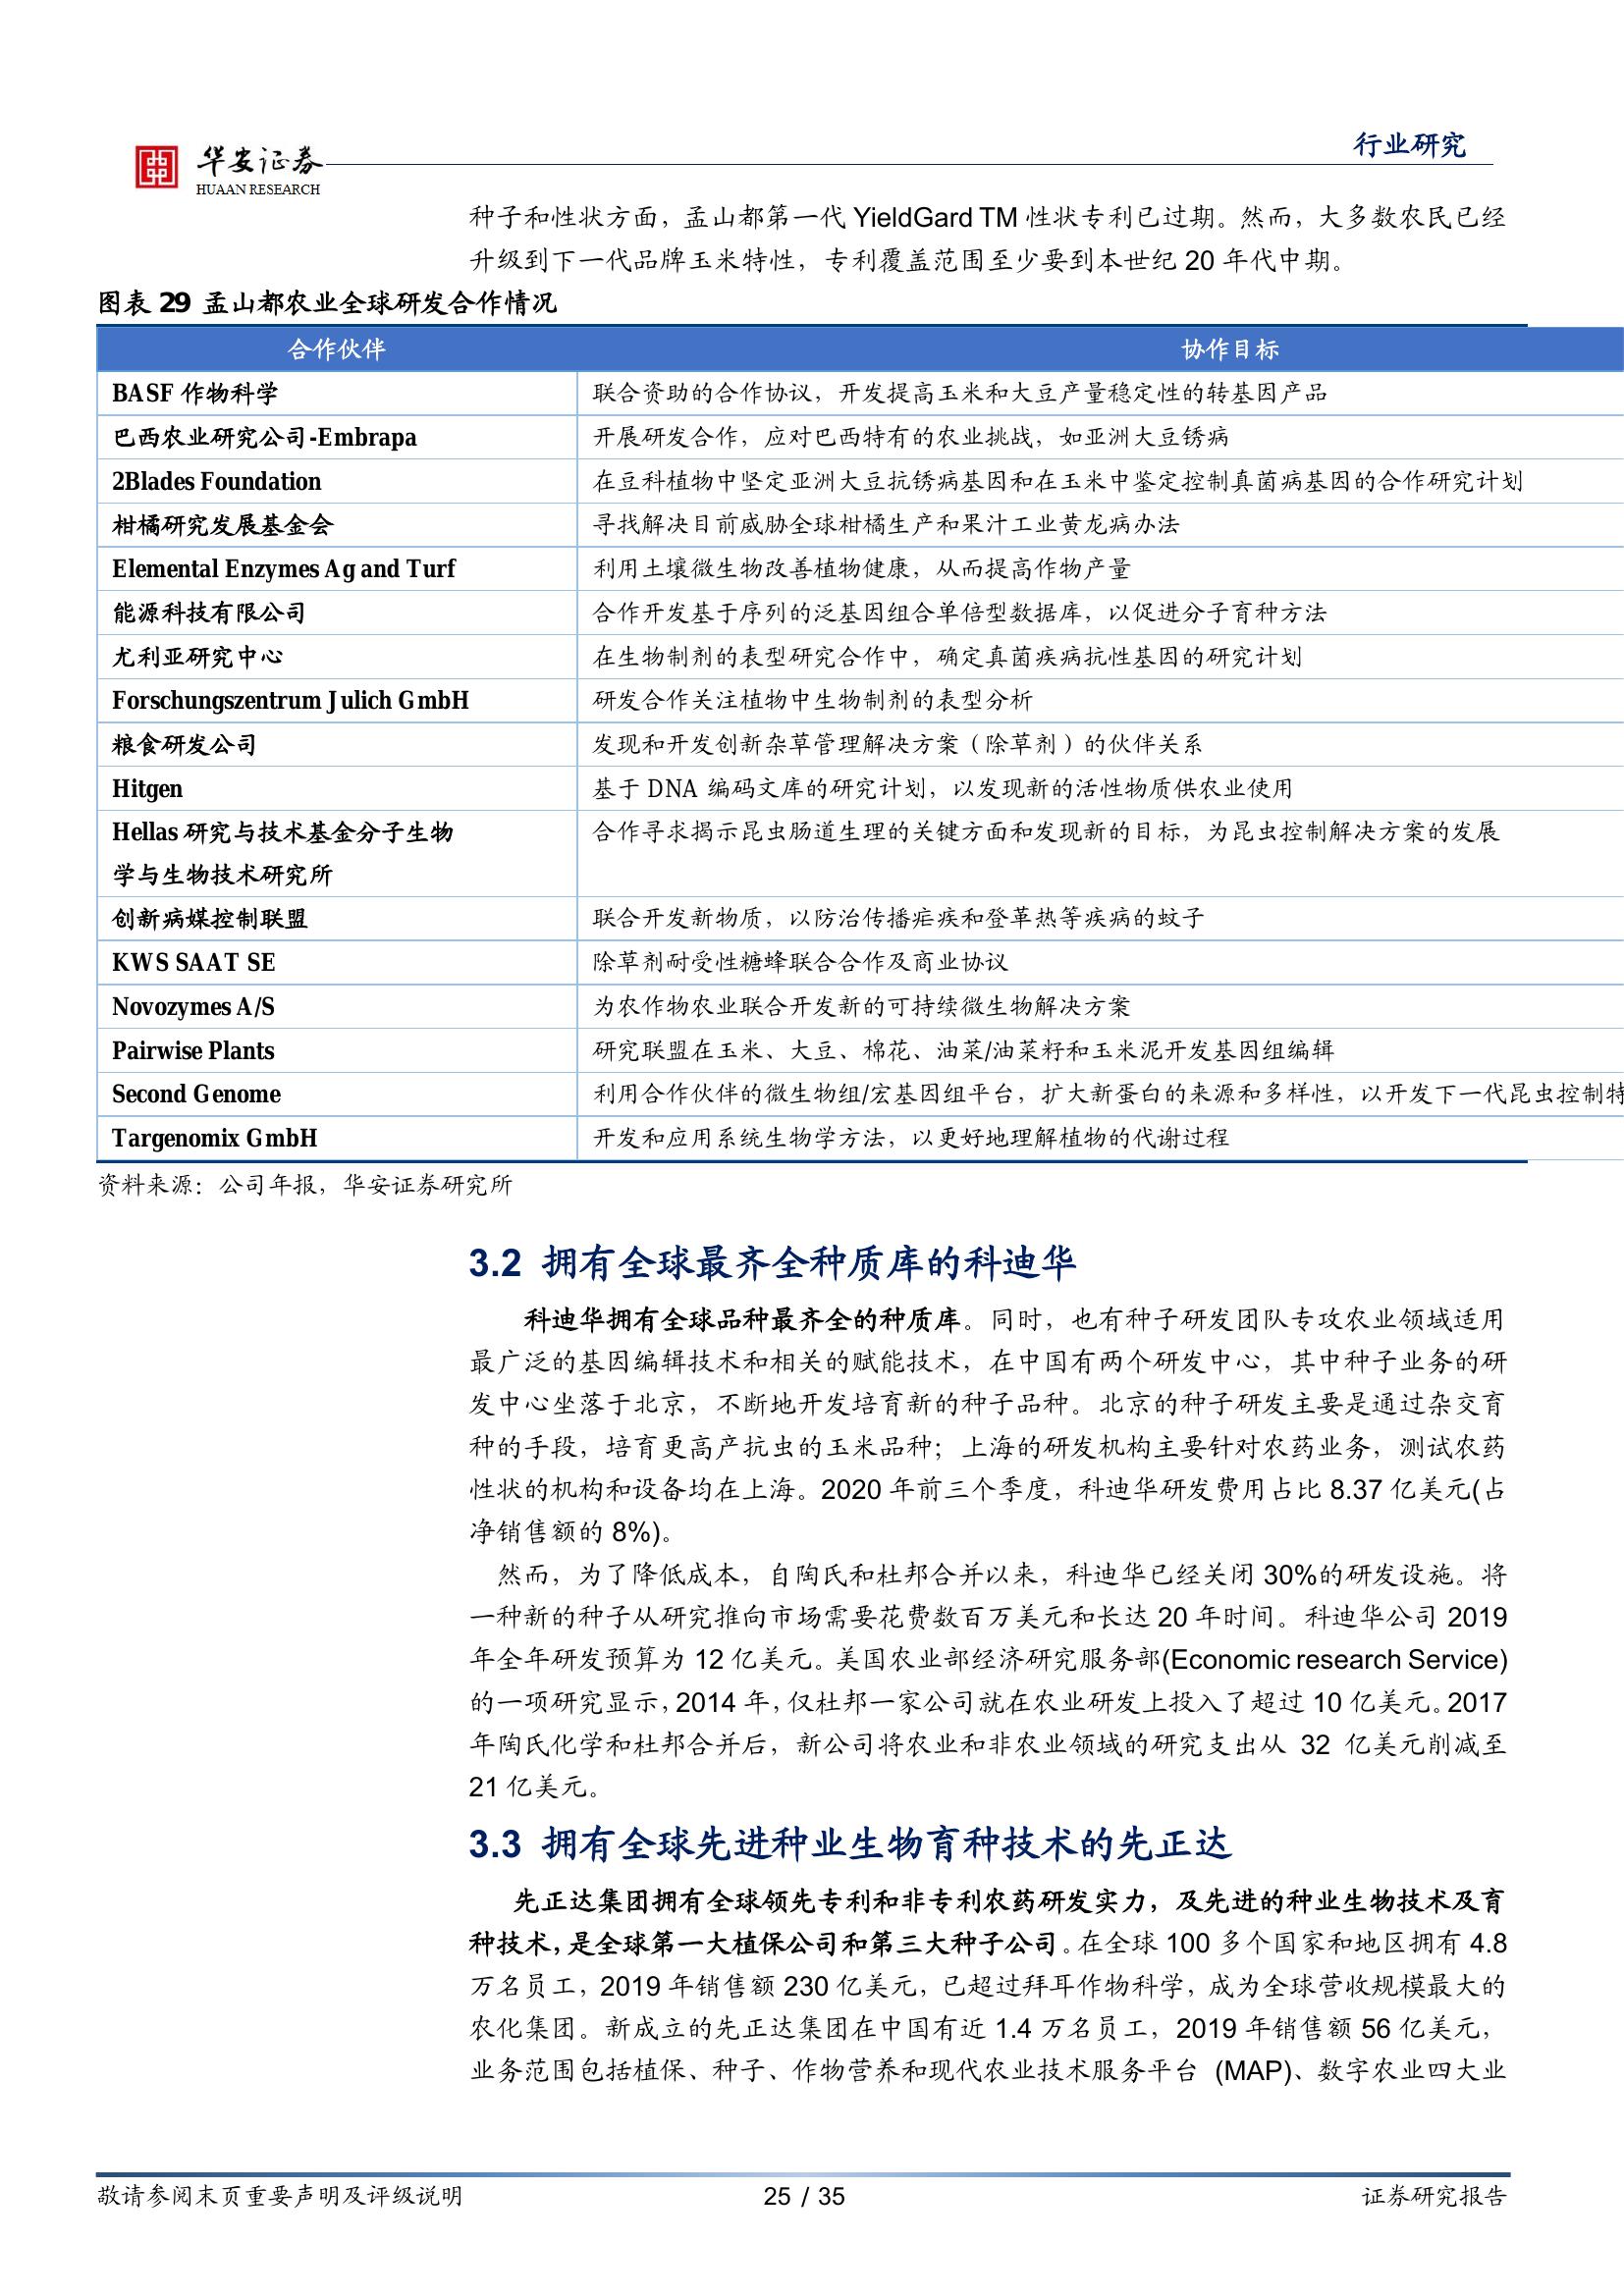 华安证券
HUAAN RESEARCH
行业研究
种子和性状方面，孟山都第一代 YieldGard TM 性状专利已过期。然而，大多数农民已经
升级到下一代品牌玉米特性，专利覆盖范围至少要到本世纪 20 年代中期。
图表 29 孟山都农业全球研发合作情况
合作伙伴 协作目标
BASF 作物科学 联合资助的合作协议，开发提高玉米和大豆产量稳定性的转基因产品
巴西农业研究公司-Embrapa 开展研发合作，应对巴西特有的农业挑战，如亚洲大豆锈病
2Blades Foundation 在豆科植物中坚定亚洲大豆抗锈病基因和在玉米中鉴定控制真菌病基因的合作研究计划
柑橘研究发展基金会 寻找解决目前威胁全球柑橘生产和果汁工业黄龙病办法
Elemental Enzymes Ag and Turf 利用土壤微生物改善植物健康，从而提高作物产量
能源科技有限公司 合作开发基于序列的泛基因组合单倍型数据库，以促进分子育种方法
尤利亚研究中心 在生物制剂的表型研究合作中，确定真菌疾病抗性基因的研究计划
Forschungszentrum Julich GmbH 研发合作关注植物中生物制剂的表型分析
粮食研发公司 发现和开发创新杂草管理解决方案（除草剂）的伙伴关系
Hitgen 基于 DNA 编码文库的研究计划，以发现新的活性物质供农业使用
Hellas 研究与技术基金分子生物 合作寻求揭示昆虫肠道生理的关键方面和发现新的目标，为昆虫控制解决方案的发展
学与生物技术研究所
创新病媒控制联盟 联合开发新物质，以防治传播疟疾和登革热等疾病的蚊子
KWS SAAT SE 除草剂耐受性糖蜂联合合作及商业协议
Novozymes A/S 为农作物农业联合开发新的可持续微生物解决方案
Pairwise Plants 研究联盟在玉米、大豆、棉花、油菜/油菜籽和玉米泥开发基因组编辑
Second Genome 利用合作伙伴的微生物组/宏基因组平台，扩大新蛋白的来源和多样性，以开发下一代昆虫控制特
Targenomix GmbH 开发和应用系统生物学方法，以更好地理解植物的代谢过程
资料来源：公司年报，华安证券研究所
3.2 拥有全球最齐全种质库的科迪华
科迪华拥有全球品种最齐全的种质库。同时，也有种子研发团队专攻农业领域适用
最广泛的基因编辑技术和相关的赋能技术，在中国有两个研发中心，其中种子业务的研
发中心坐落于北京，不断地开发培育新的种子品种。北京的种子研发主要是通过杂交育
种的手段，培育更高产抗虫的玉米品种；上海的研发机构主要针对农药业务，测试农药
性状的机构和设备均在上海。2020 年前三个季度，科迪华研发费用占比 8.37 亿美元(占
净销售额的 8%)。
然而，为了降低成本，自陶氏和杜邦合并以来，科迪华已经关闭 30%的研发设施。将
一种新的种子从研究推向市场需要花费数百万美元和长达 20 年时间。科迪华公司 2019
年全年研发预算为 12 亿美元。美国农业部经济研究服务部(Economic research Service)
的一项研究显示，2014 年，仅杜邦一家公司就在农业研发上投入了超过 10 亿美元。2017
年陶氏化学和杜邦合并后，新公司将农业和非农业领域的研究支出从 32 亿美元削减至
21 亿美元。
3.3 拥有全球先进种业生物育种技术的先正达
先正达集团拥有全球领先专利和非专利农药研发实力，及先进的种业生物技术及育
种技术，是全球第一大植保公司和第三大种子公司。在全球 100 多个国家和地区拥有 4.8
万名员工，2019 年销售额 230 亿美元，已超过拜耳作物科学，成为全球营收规模最大的
农化集团。新成立的先正达集团在中国有近 1.4 万名员工，2019 年销售额 56 亿美元，
业务范围包括植保、种子、作物营养和现代农业技术服务平台 (MAP)、数字农业四大业
敬请参阅末页重要声明及评级说明 25 / 35 证券研究报告